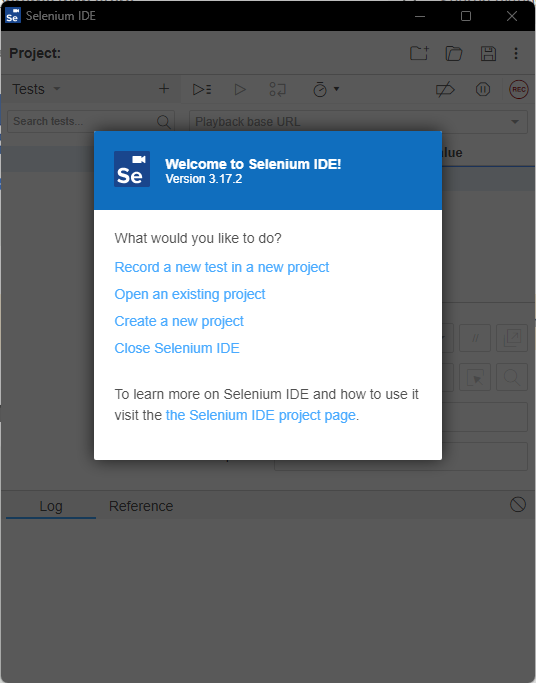 Se Selenium IDE
Project:
Tests
REC
Search tests...
Playback base URL
Se
Welcome to Selenium IDE!
Version 3.17.2
What would you like to do?
Record a new test in a new project
Open an existing project
Create a new project
Close Selenium IDE
To learn more on Selenium IDE and how to use it
visit the the Selenium IDE project page.
//
Log
Reference